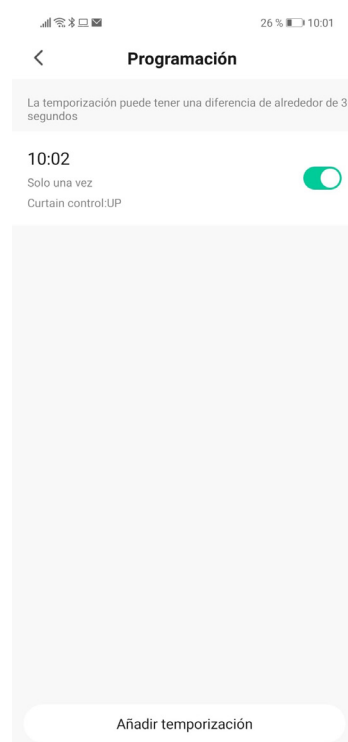 26 % 10:01
Programación
La temporización puede tener una diferencia de alrededor de 3
segundos
10:02
Solo una vez
Curtain control:UP
Añadir temporización